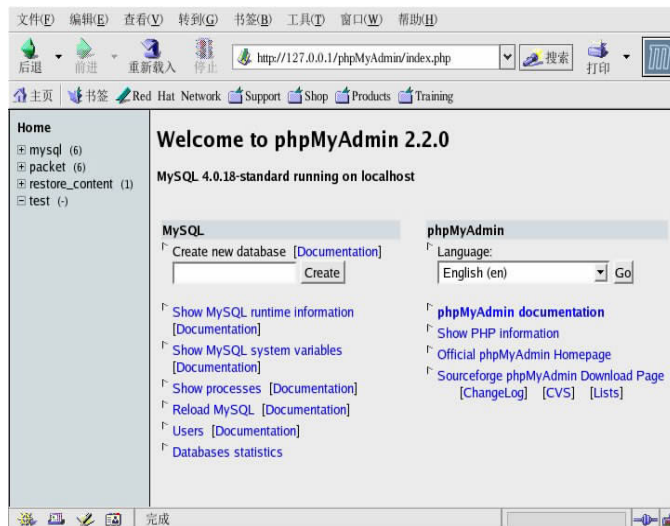 文件(F) 编辑(E) 查看(V) 转到(G) 书签(B) 工具(T) 窗口(W) 帮助(H)
后退 前进 重新载入 停止 http://127.0.0.1/phpMyAdmin/index.php 搜索 打印
主页 书签 Red Hat Network Support Shop Products Training
Home
mysql (6)
packet (6)
restore_content (1)
test (-)
Welcome to phpMyAdmin 2.2.0
MySQL 4.0.18-standard running on localhost
MySQL
Create new database [Documentation]
Create
Show MySQL runtime information
[Documentation]
Show MySQL system variables
[Documentation]
Show processes [Documentation]
Reload MySQL [Documentation]
Users [Documentation]
Databases statistics
phpMyAdmin
Language:
English (en) Go
phpMyAdmin documentation
Show PHP information
Official phpMyAdmin Homepage
Sourceforge phpMyAdmin Download Page
[ChangeLog] [CVS] [Lists]
完成